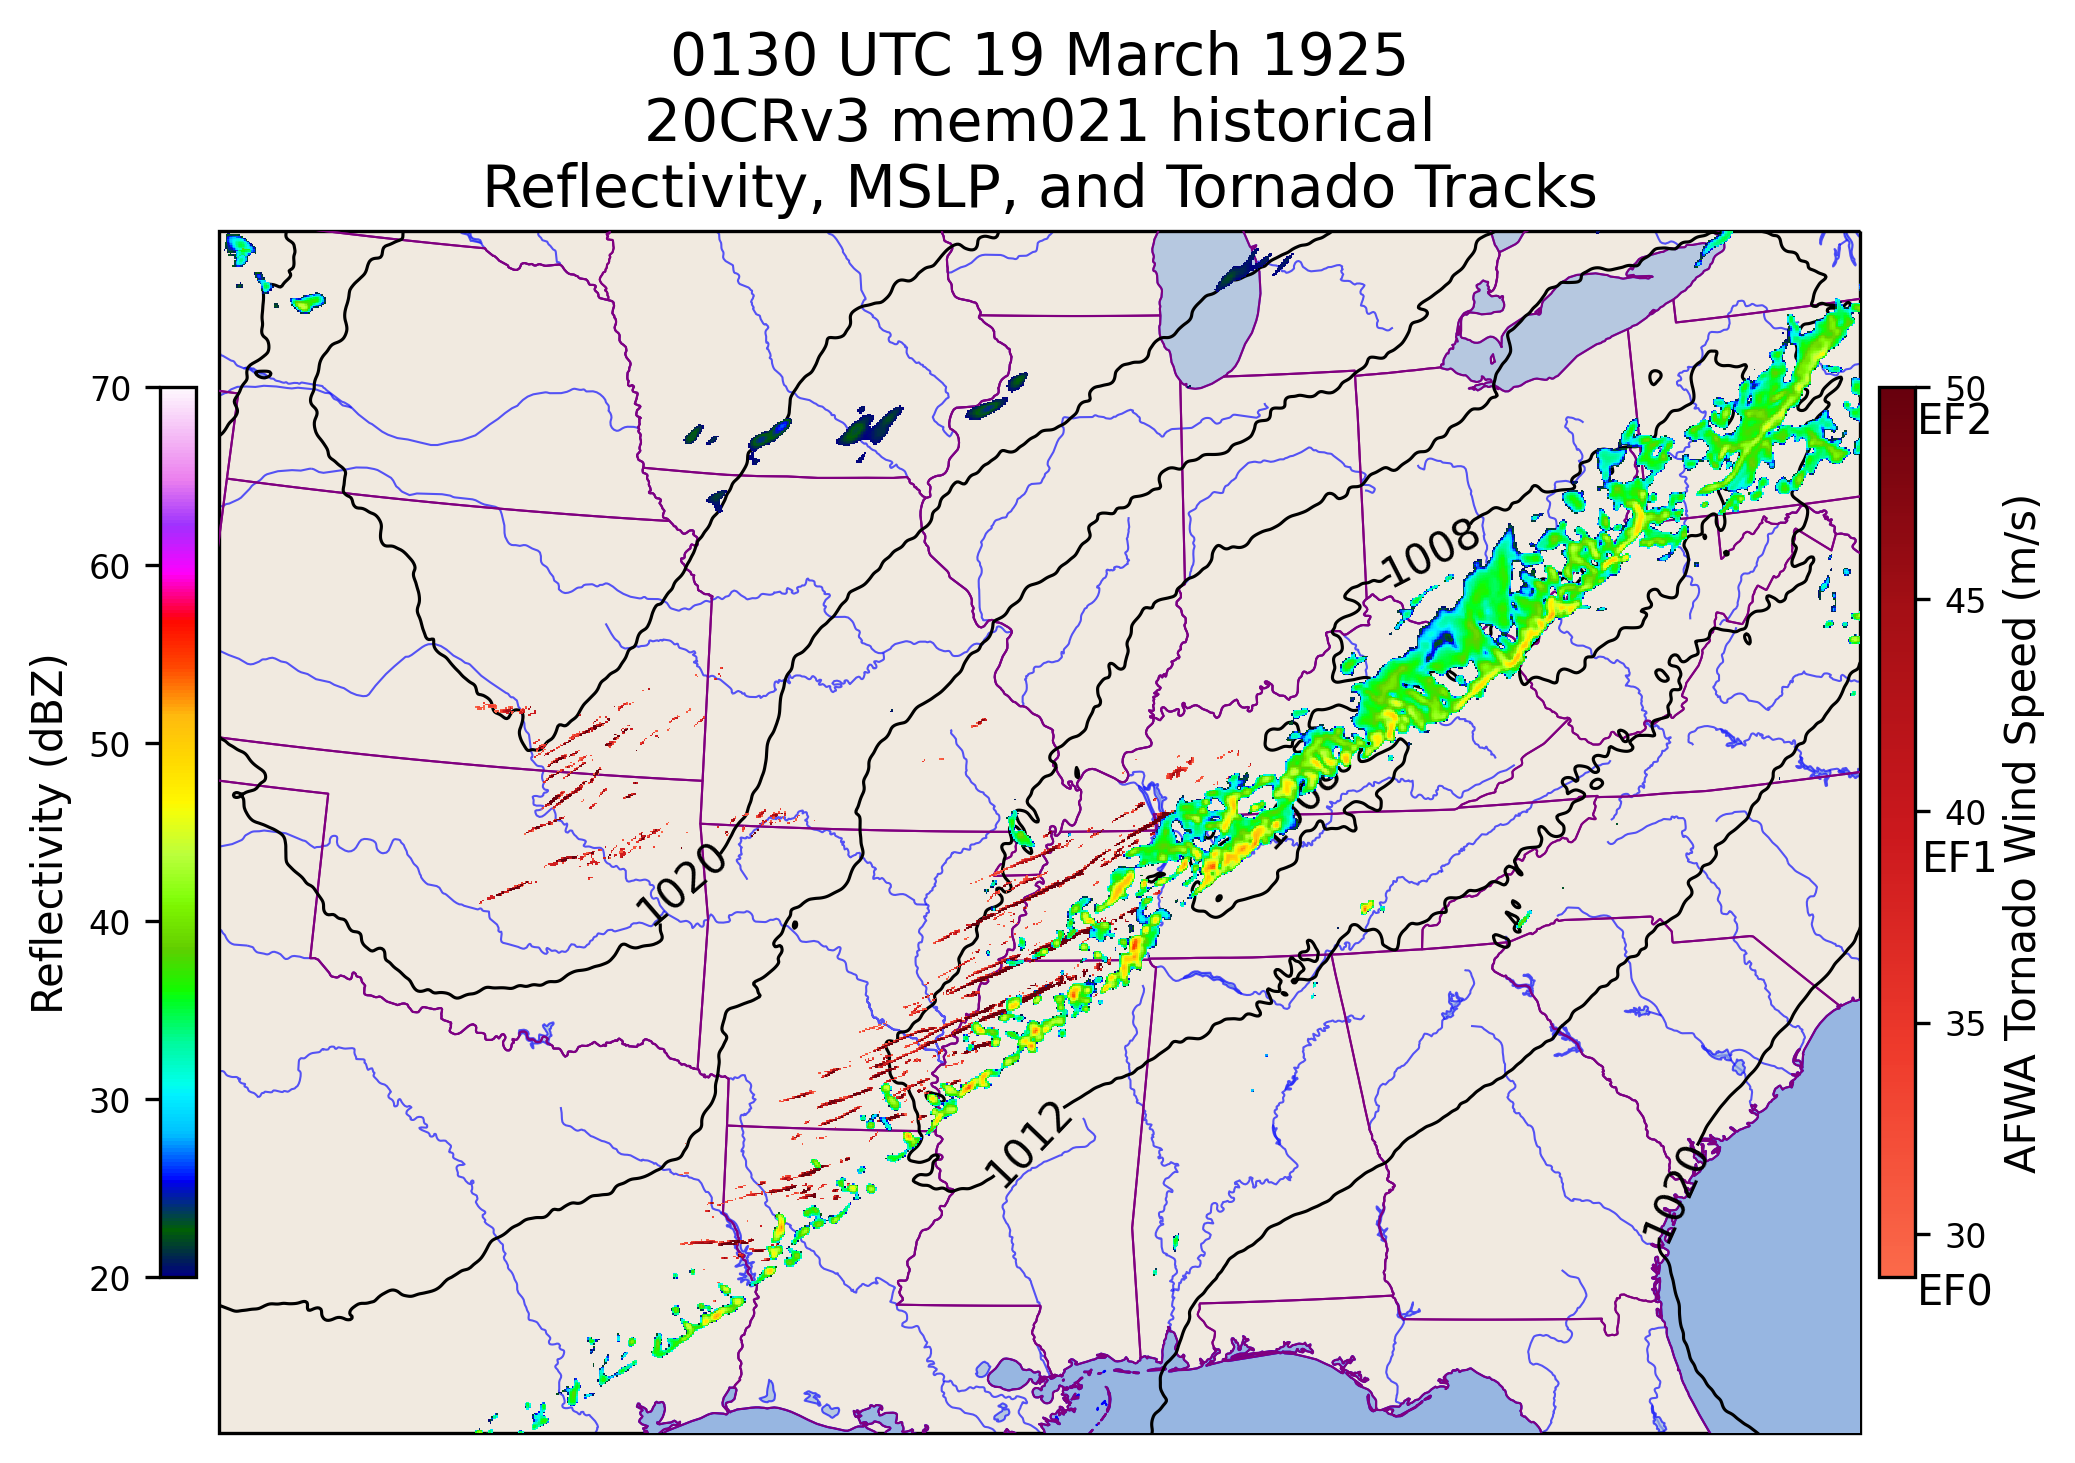 0130 UTC 19 March 1925
20CRv3 mem021 historical
Reflectivity, MSLP, and Tornado Tracks
Reflectivity (dBZ)
70
60
50
40
30
20
1008
1020
1012
1020
50
EF2
45
40
EF1
35
30
EF0
AFWA Tornado Wind Speed (m/s)